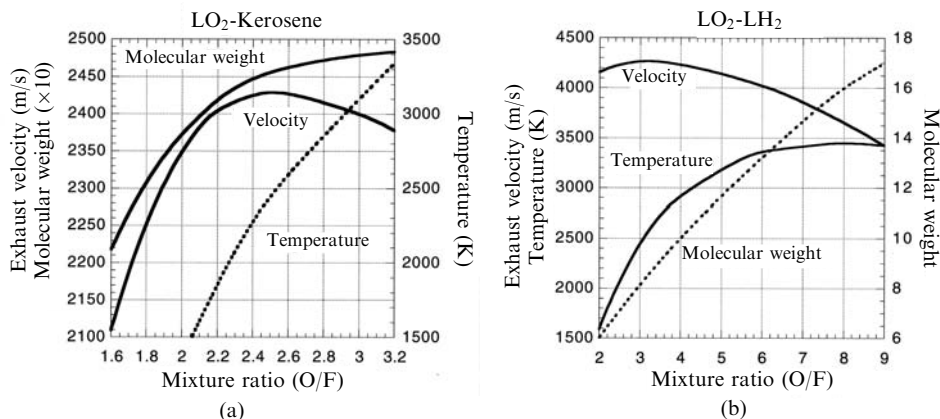 LO₂-Kerosene
2500
2450
2400
2350
2300
2250
2200
2150
2100
Exhaust velocity (m/s)
Molecular weight (×10)
Molecular weight
Velocity
Temperature
3500
3000
2500
2000
1500
Temperature (K)
1.6 1.8 2 2.2 2.4 2.6 2.8 3 3.2
Mixture ratio (O/F)
(a)
LO₂-LH₂
4500
4000
3500
3000
2500
2000
1500
Exhaust velocity (m/s)
Temperature (K)
Velocity
Temperature
Molecular weight
18
16
14
12
10
8
6
Molecular weight
2 3 4 5 6 7 8 9
Mixture ratio (O/F)
(b)